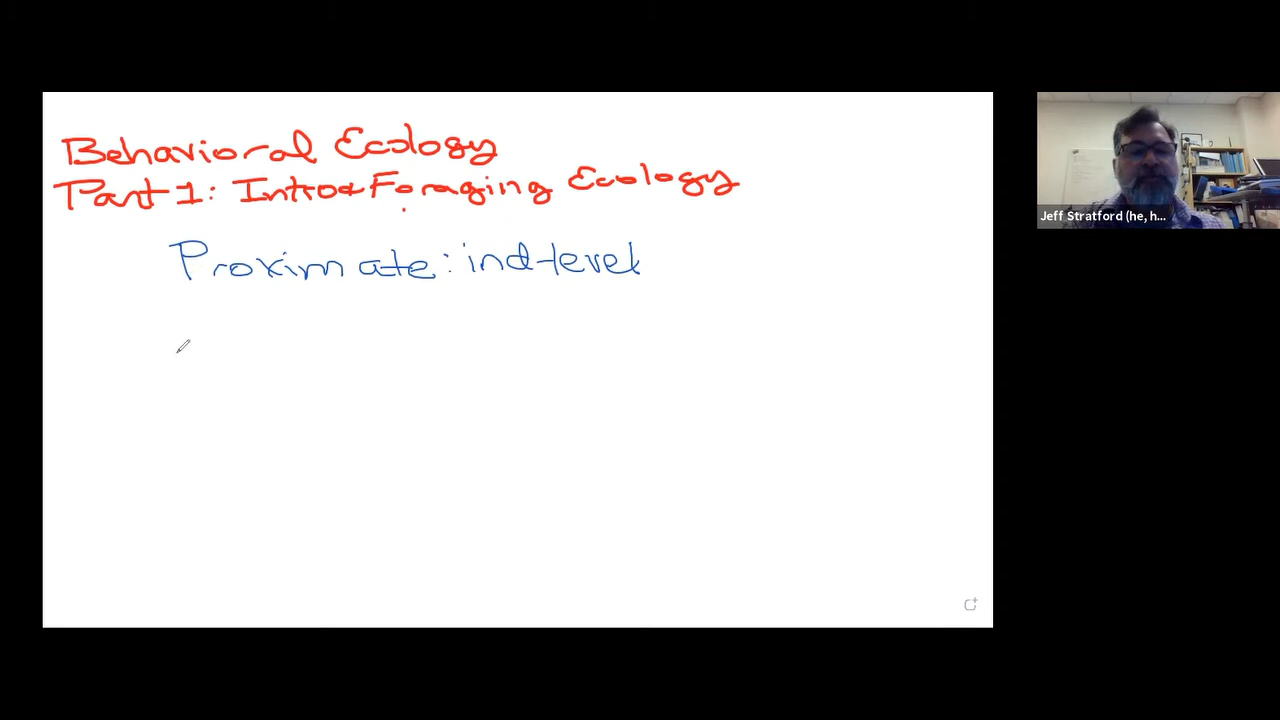 Behavioral Ecology
Part 1: Intro & Foraging Ecology
Proximate: ind-level
Jeff Stratford (he, h...